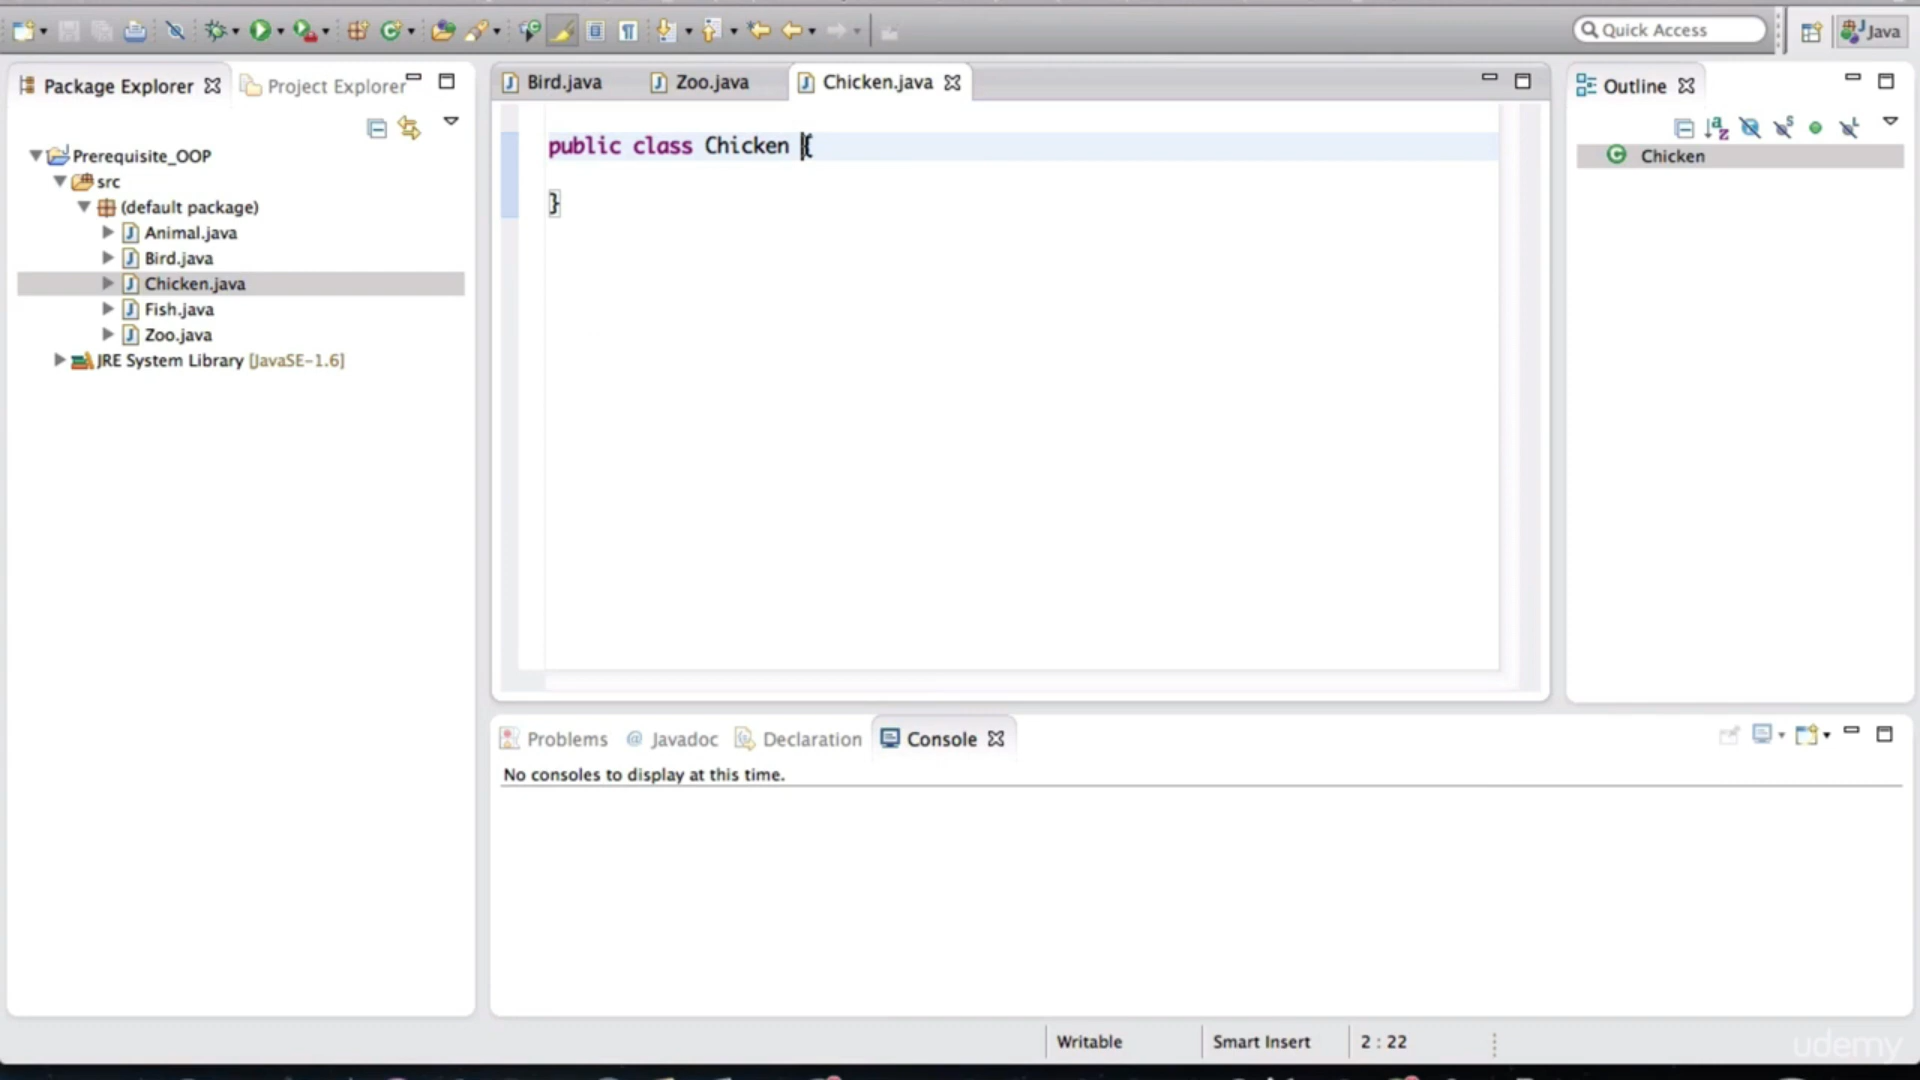 Quick Access
Java
Package Explorer
Project Explorer
Prerequisite_OOP
src
(default package)
Animal.java
Bird.java
Chicken.java
Fish.java
Zoo.java
JRE System Library [JavaSE-1.6]
Bird.java
Zoo.java
Chicken.java
public class Chicken {
}
Outline
Chicken
Problems
@ Javadoc
Declaration
Console
No consoles to display at this time.
Writable
Smart Insert
2 : 22
udemy